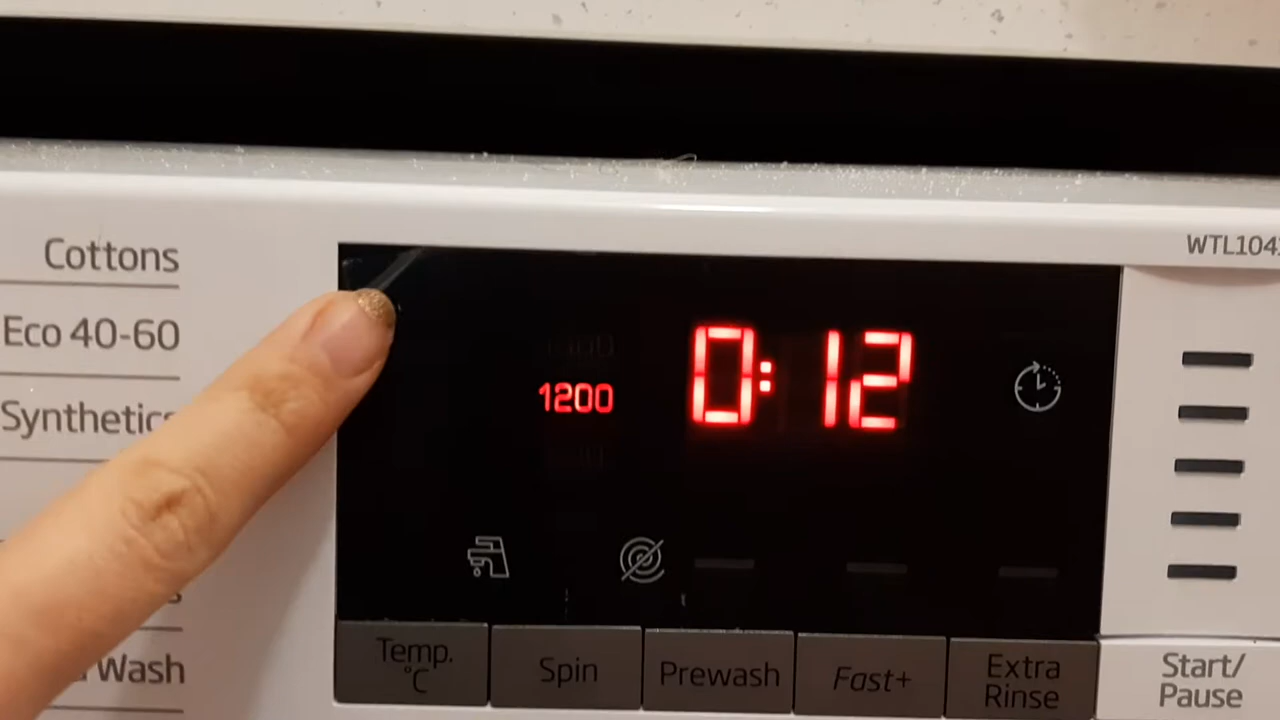 Cottons
WTL104
Eco 40-60
0:12
1200
Synthetics
Wash
Temp.
°C
Spin
Prewash
Fast+
Extra
Rinse
Start/
Pause